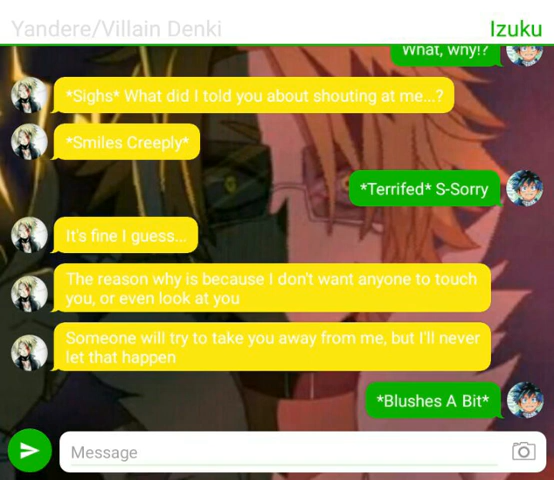 Yandere/Villain Denki
Izuku
What, why!?
*Sighs* What did I told you about shouting at me...?
*Smiles Creeply*
*Terrifed* S-Sorry
It's fine I guess...
The reason why is because I don't want anyone to touch
you, or even look at you
Someone will try to take you away from me, but I'll never
let that happen
*Blushes A Bit*
Message